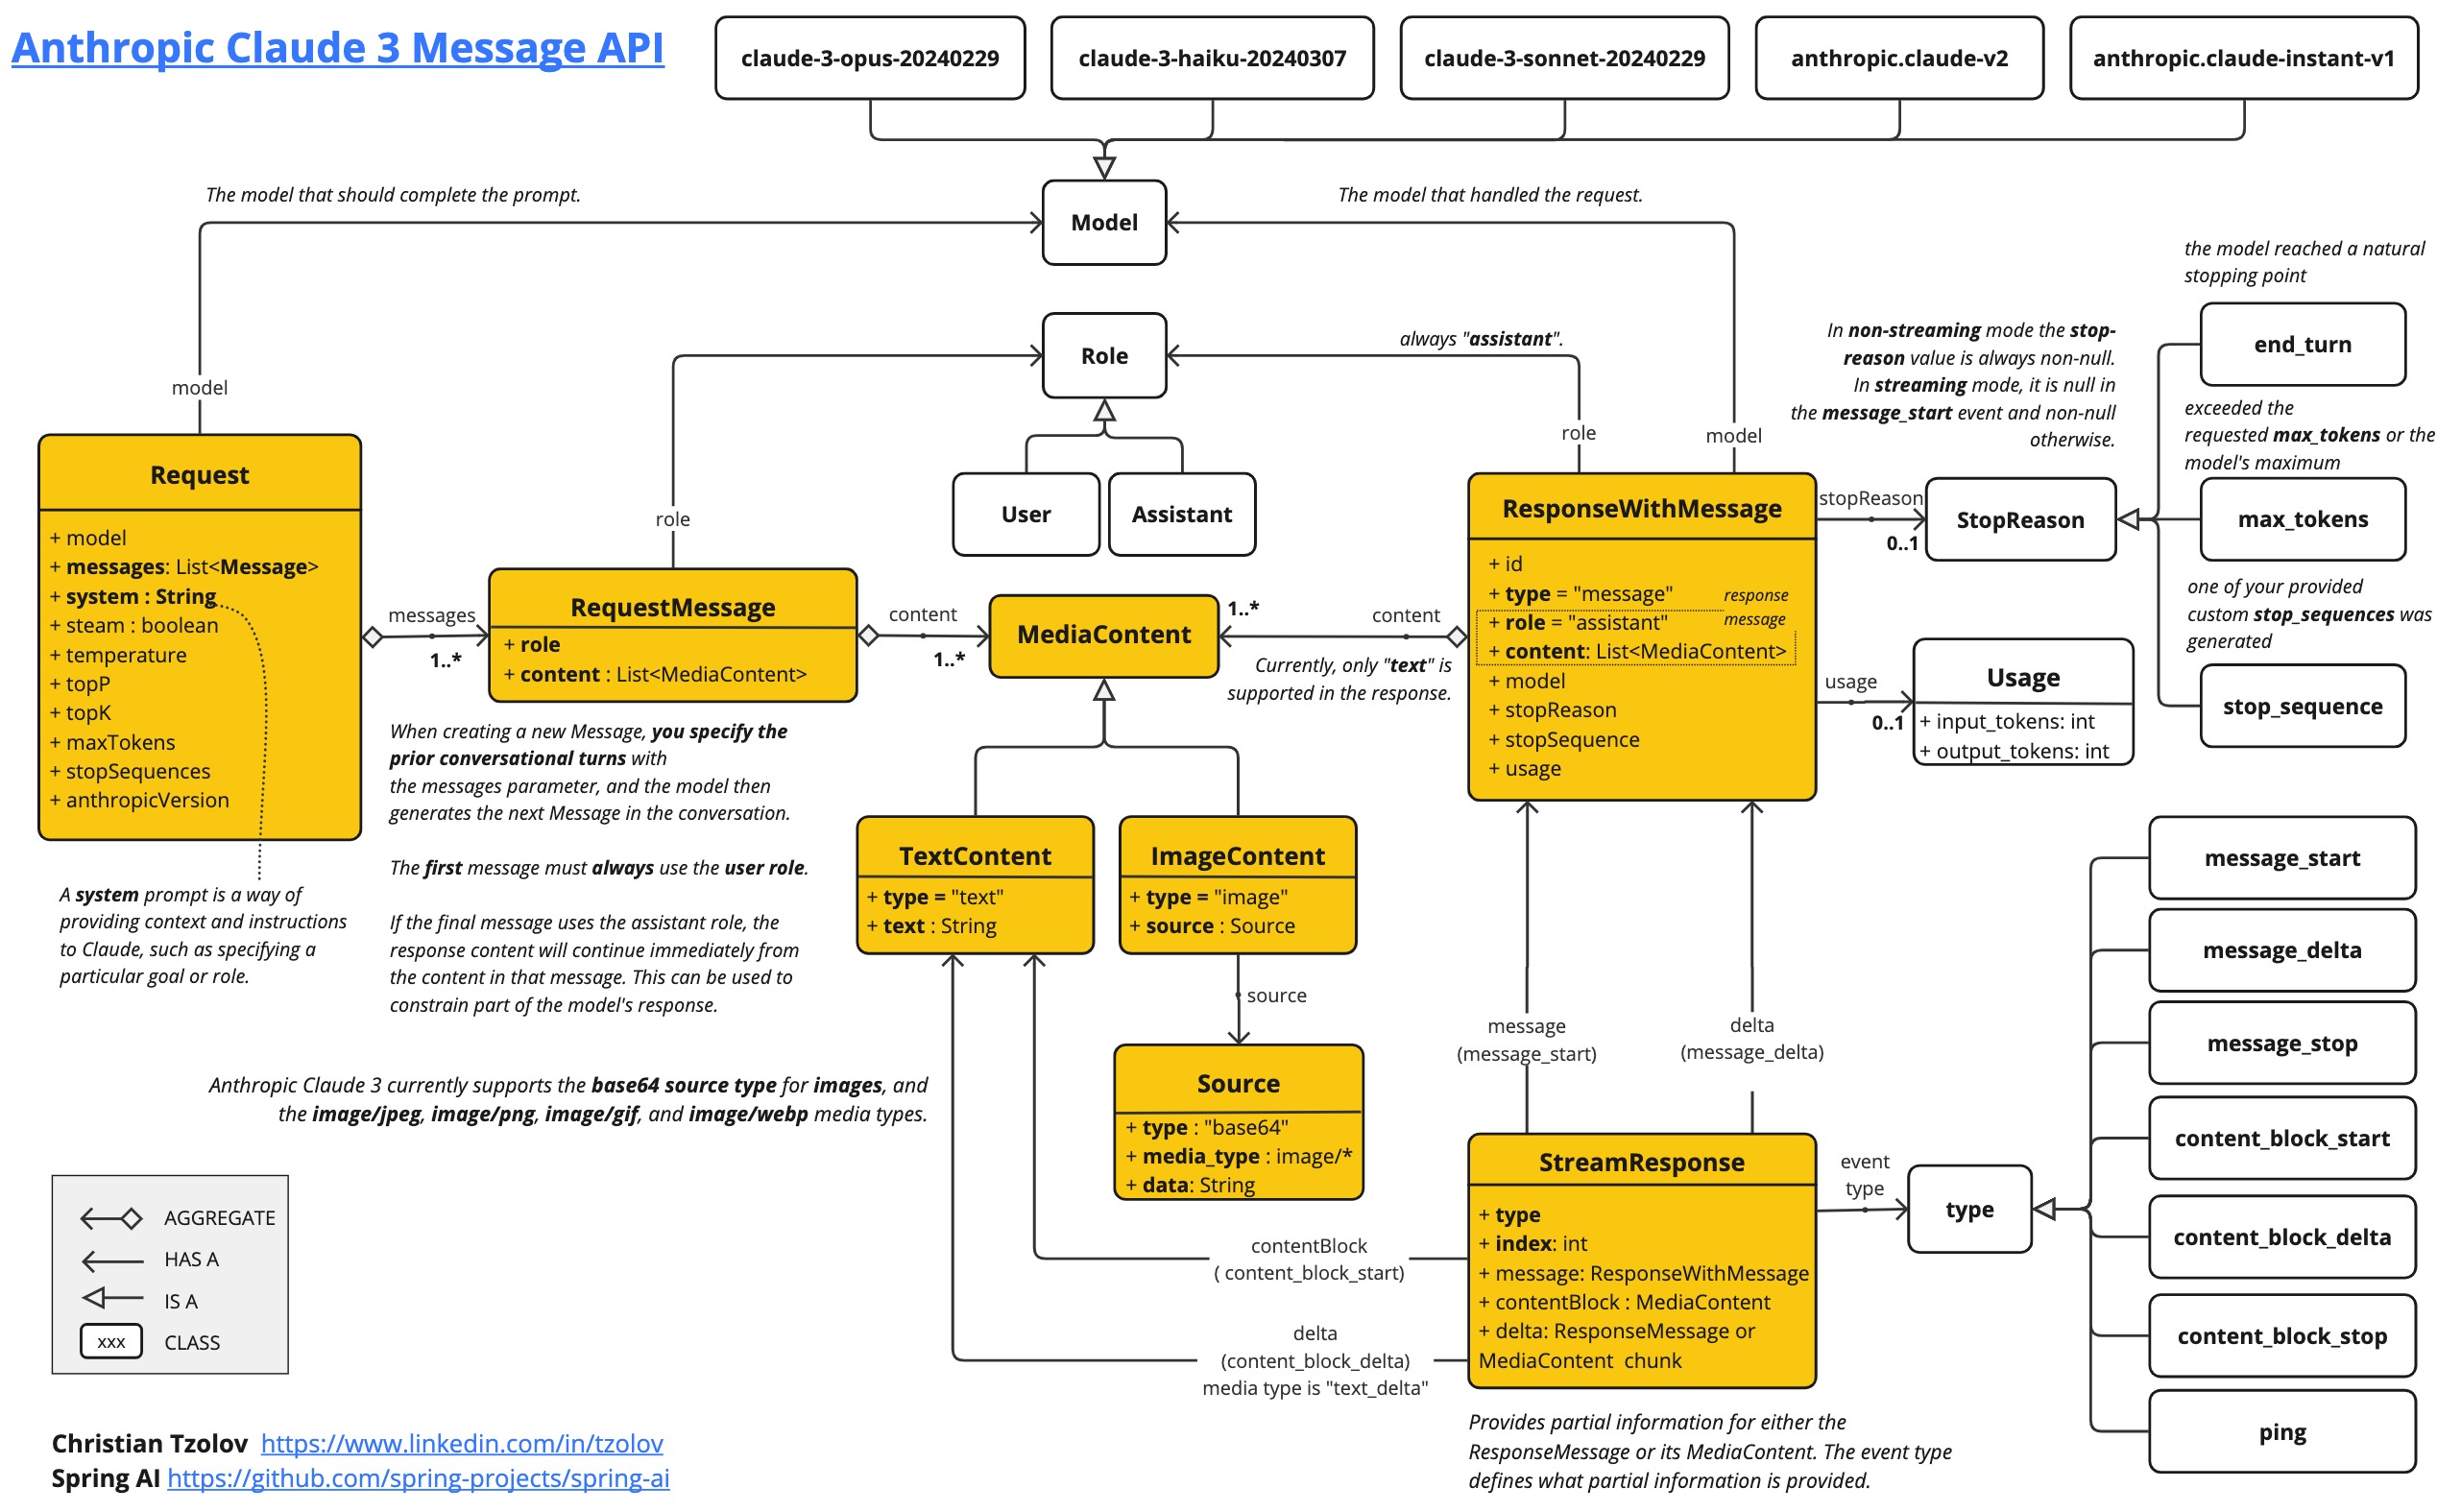 Anthropic Claude 3 Message API
claude-3-opus-20240229
claude-3-haiku-20240307
claude-3-sonnet-20240229
anthropic.claude-v2
anthropic.claude-instant-v1
The model that should complete the prompt.
The model that handled the request.
Model
model
Role
always "assistant".
role
model
role
User
Assistant
the model reached a natural
stopping point
In non-streaming mode the stop-
reason value is always non-null.
In streaming mode, it is null in
the message_start event and non-null
otherwise.
end_turn
exceeded the
requested max_tokens or the
model's maximum
max_tokens
one of your provided
custom stop_sequences was
generated
stop_sequence
stopReason
0..1
StopReason
usage
0..1
Usage
+ input_tokens: int
+ output_tokens: int
Request
+ model
+ messages: List<Message>
+ system : String
+ steam : boolean
+ temperature
+ topP
+ topK
+ maxTokens
+ stopSequences
+ anthropicVersion
A system prompt is a way of
providing context and instructions
to Claude, such as specifying a
particular goal or role.
messages
1..*
RequestMessage
+ role
+ content : List<MediaContent>
When creating a new Message, you specify the
prior conversational turns with
the messages parameter, and the model then
generates the next Message in the conversation.
The first message must always use the user role.
If the final message uses the assistant role, the
response content will continue immediately from
the content in that message. This can be used to
constrain part of the model's response.
content
1..*
MediaContent
1..*
content
Currently, only "text" is
supported in the response.
ResponseWithMessage
+ id
+ type = "message"
response
message
+ role = "assistant"
+ content: List<MediaContent>
+ model
+ stopReason
+ stopSequence
+ usage
TextContent
+ type = "text"
+ text : String
ImageContent
+ type = "image"
+ source : Source
source
Source
+ type : "base64"
+ media_type : image/*
+ data: String
Anthropic Claude 3 currently supports the base64 source type for images, and
the image/jpeg, image/png, image/gif, and image/webp media types.
message
(message_start)
delta
(message_delta)
StreamResponse
+ type
+ index: int
+ message: ResponseWithMessage
+ contentBlock : MediaContent
+ delta: ResponseMessage or
MediaContent chunk
contentBlock
( content_block_start)
delta
(content_block_delta)
media type is "text_delta"
Provides partial information for either the
ResponseMessage or its MediaContent. The event type
defines what partial information is provided.
event
type
type
message_start
message_delta
message_stop
content_block_start
content_block_delta
content_block_stop
ping
AGGREGATE
HAS A
IS A
xxx
CLASS
Christian Tzolov https://www.linkedin.com/in/tzolov
Spring AI https://github.com/spring-projects/spring-ai